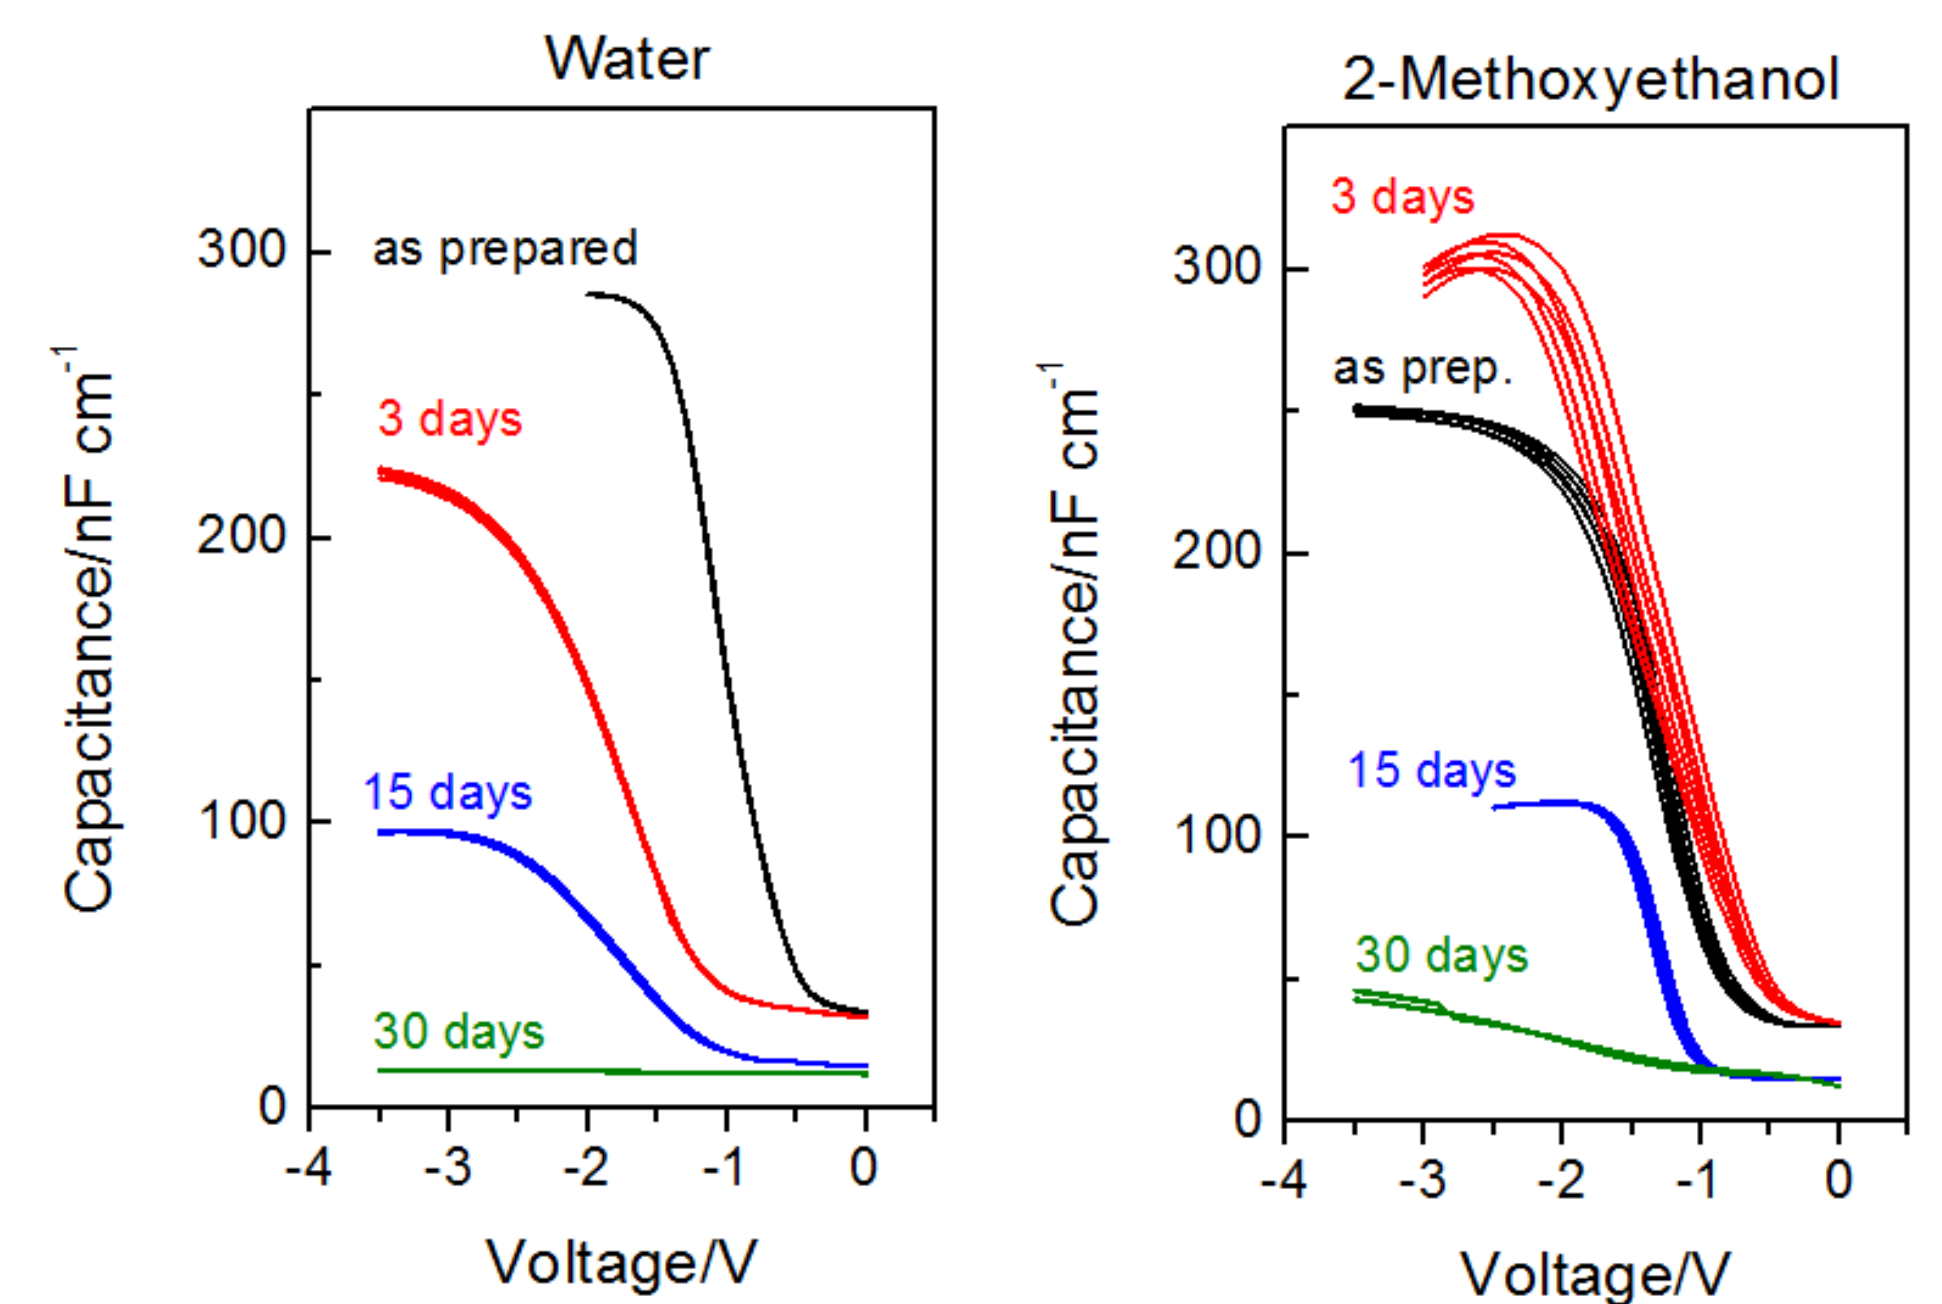 Water
300
as prepared
3 days
200
15 days
100
30 days
0
-4 -3 -2 -1 0
Voltage/V
Capacitance/nF cm-1
2-Methoxyethanol
3 days
300
as prep.
200
15 days
100
30 days
0
-4 -3 -2 -1 0
Voltage/V
Capacitance/nF cm-1